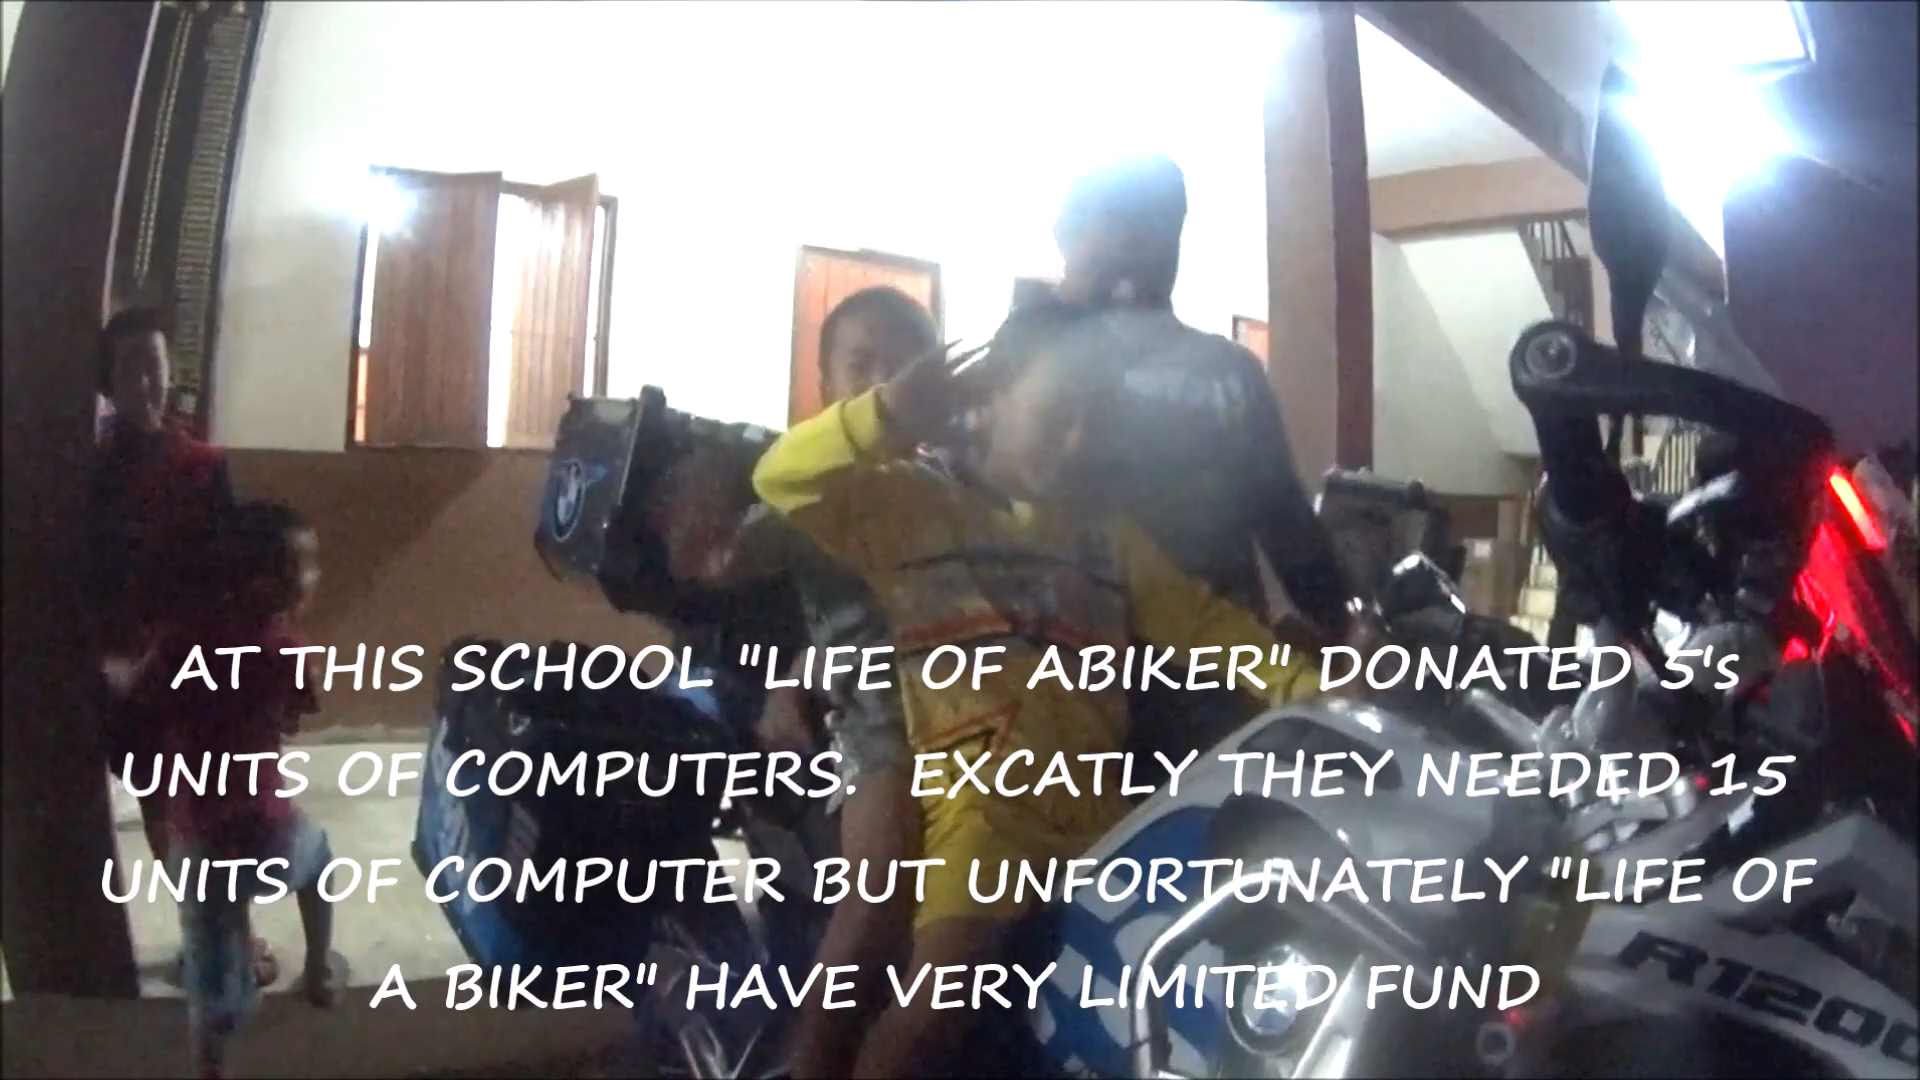 AT THIS SCHOOL "LIFE OF ABIKER" DONATED 5's
UNITS OF COMPUTERS.  EXCATLY THEY NEEDED 15
UNITS OF COMPUTER BUT UNFORTUNATELY "LIFE OF
A BIKER" HAVE VERY LIMITED FUND
R1200